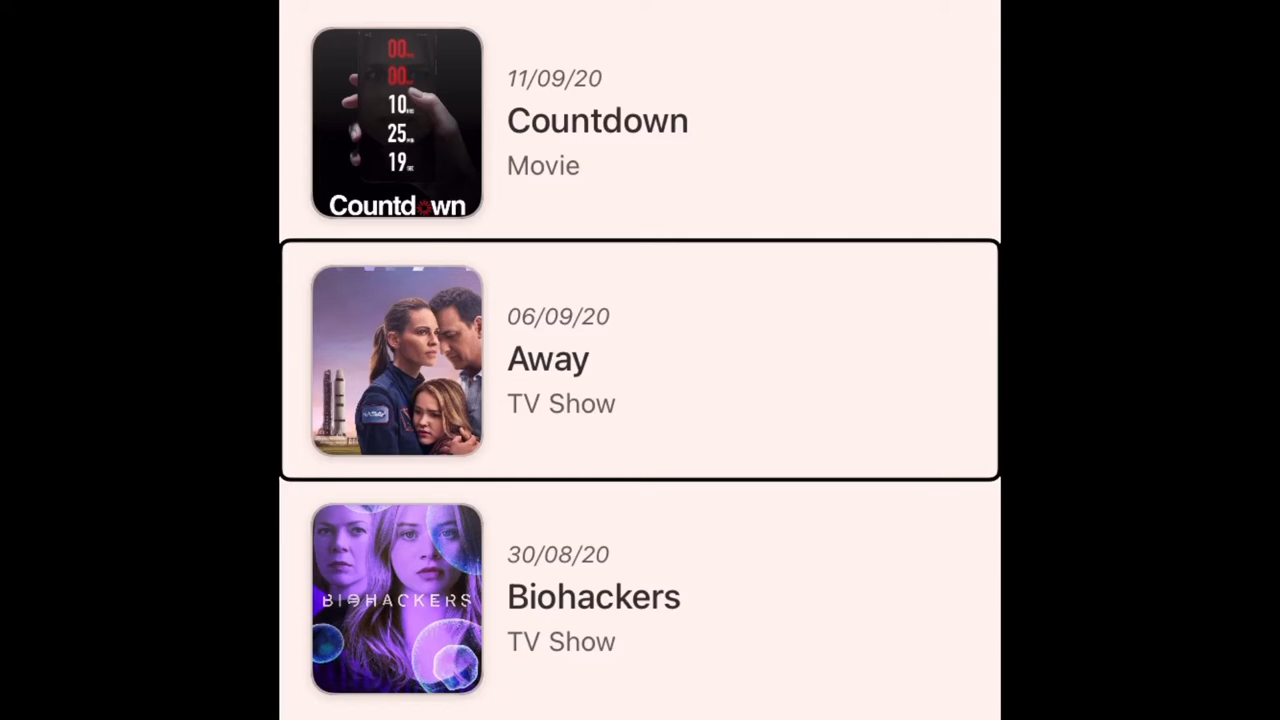 00
00
10
25
19
Countdown
11/09/20
Countdown
Movie
06/09/20
Away
TV Show
BIOHACKERS
30/08/20
Biohackers
TV Show